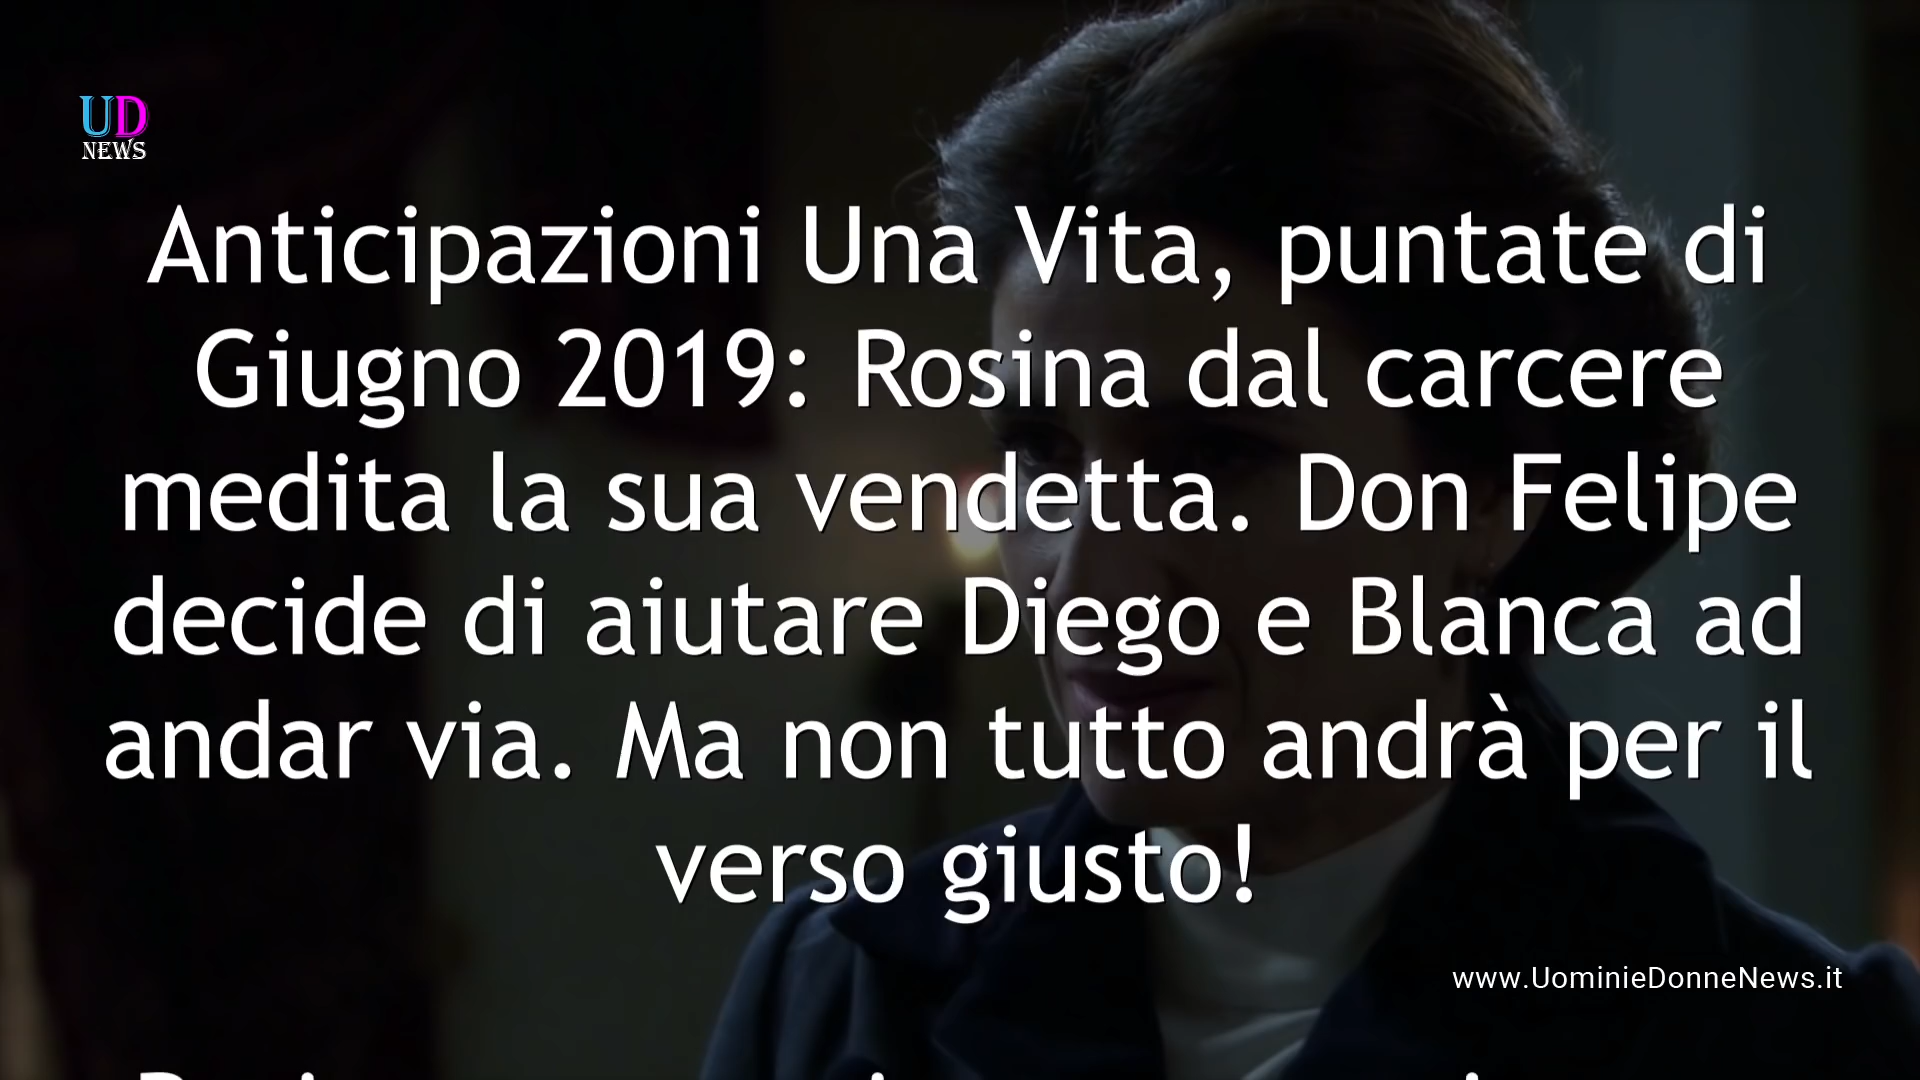 UD
NEWS
Anticipazioni Una Vita, puntate di
Giugno 2019: Rosina dal carcere
medita la sua vendetta. Don Felipe
decide di aiutare Diego e Blanca ad
andar via. Ma non tutto andrà per il
verso giusto!
www.UominieDonneNews.it